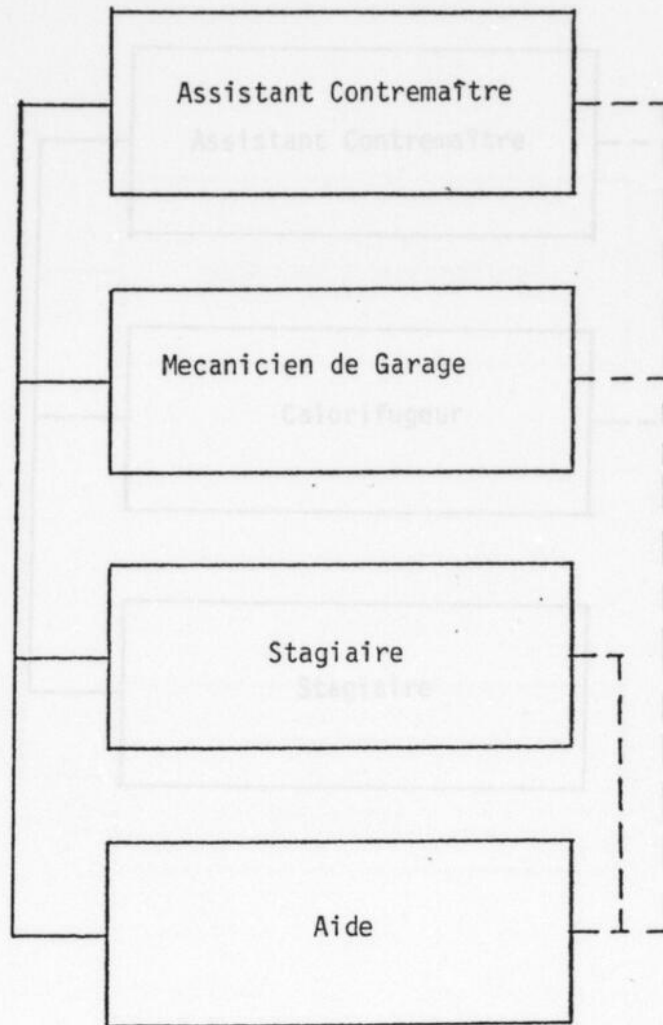 Assistant Contremaître
Assistant Contremaître
Mecanicien de Garage
Calorifugeur
Stagiaire
Stagiaire
Aide